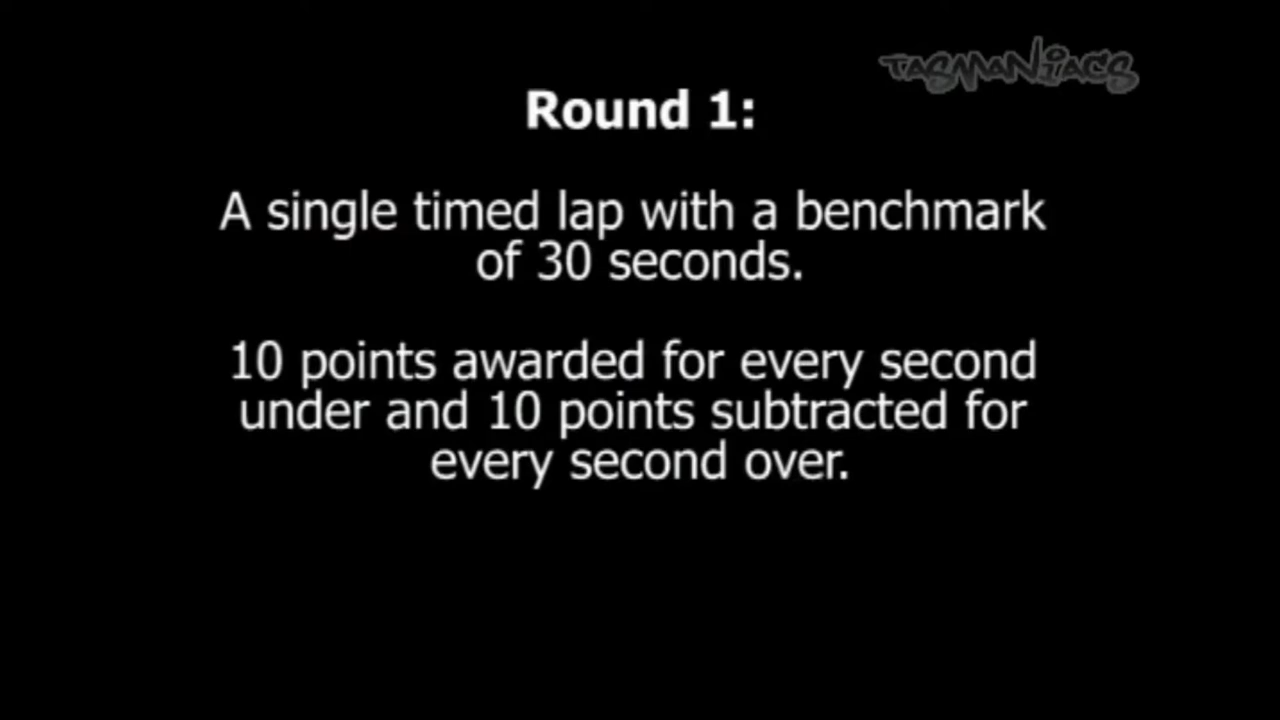 TASMANiACS
Round 1:
A single timed lap with a benchmark
of 30 seconds.
10 points awarded for every second
under and 10 points subtracted for
every second over.